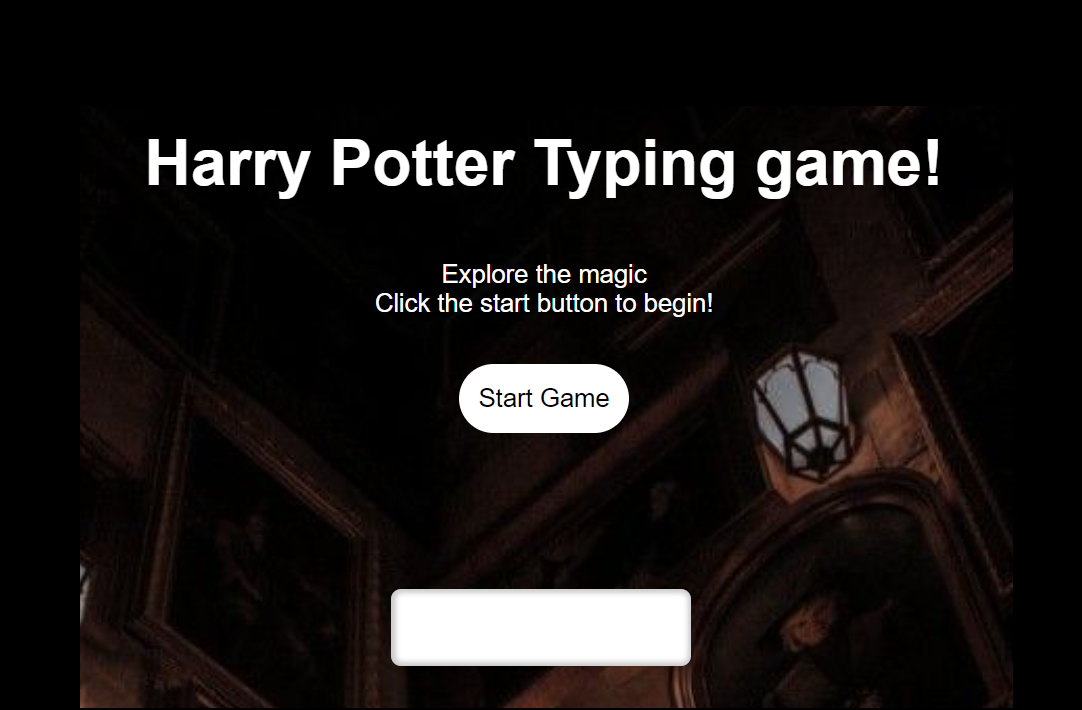 Harry Potter Typing game!
Explore the magic
Click the start button to begin!
Start Game